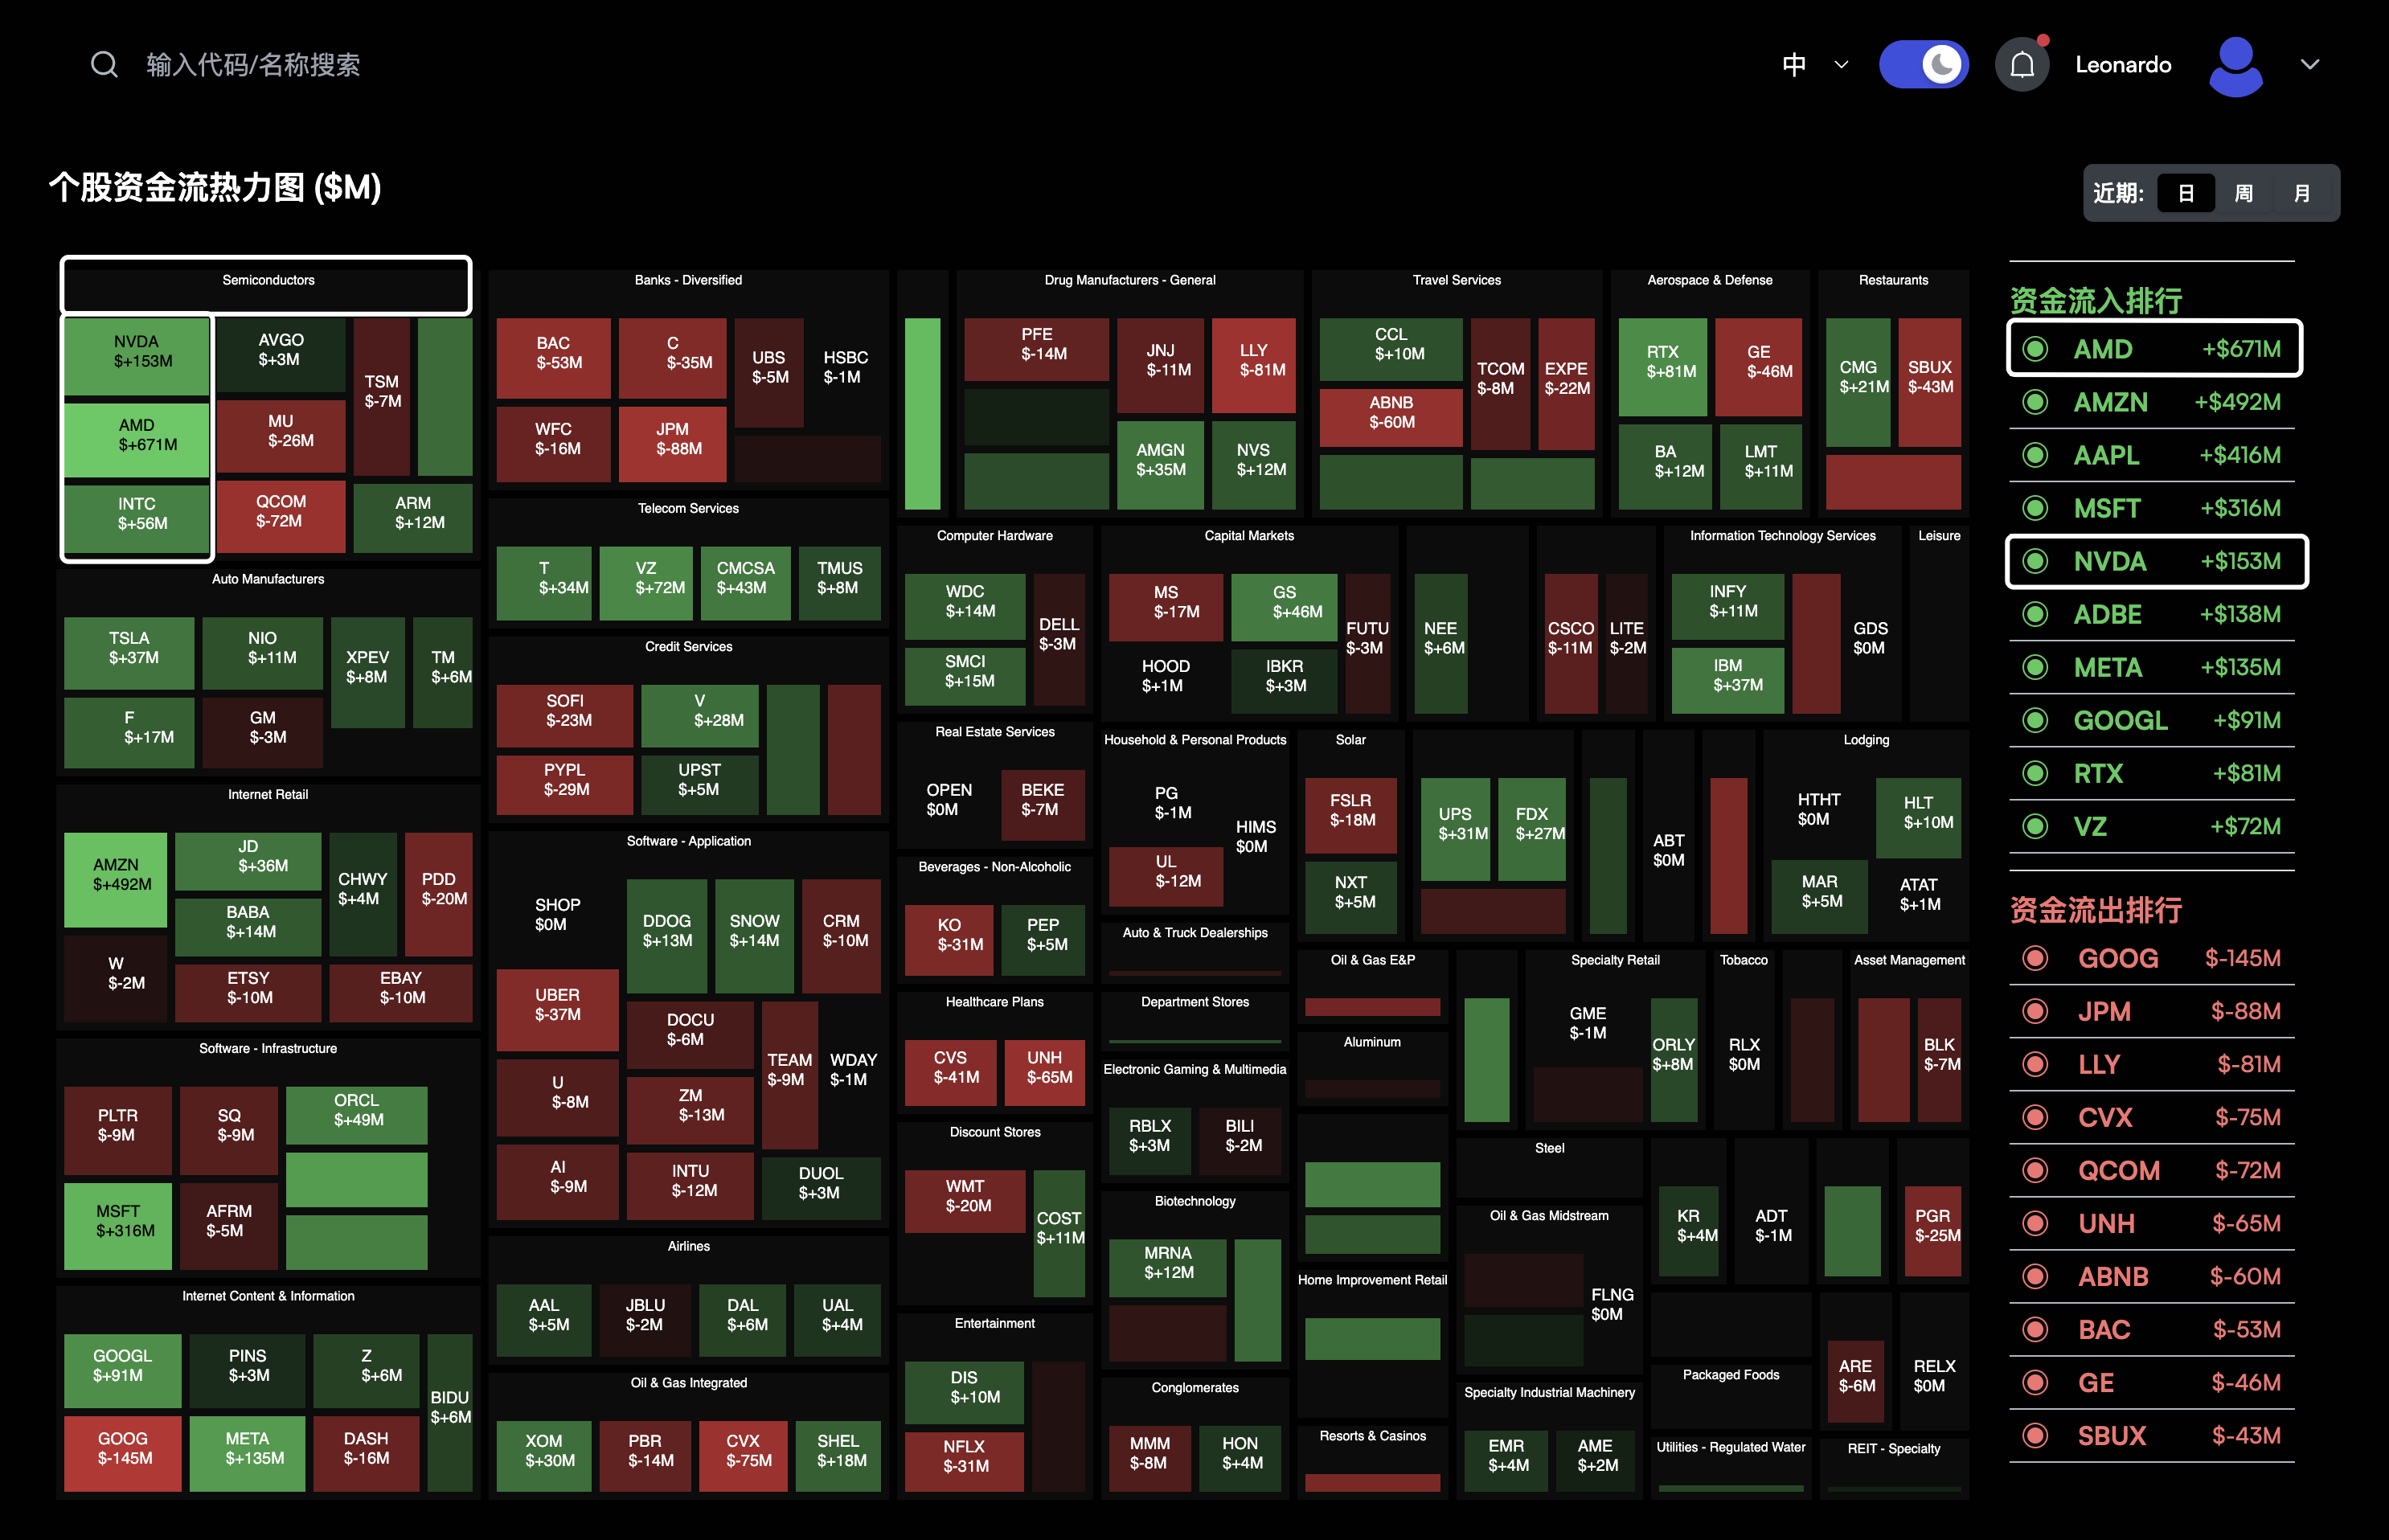 输入代码/名称搜索
中
Leonardo
个股资金流热力图 ($M)
近期:
日
周
月
Semiconductors
NVDA
$+153M
AMD
$+671M
INTC
$+56M
AVGO
$+3M
MU
$-26M
QCOM
$-72M
TSM
$-7M
ARM
$+12M
Auto Manufacturers
TSLA
$+37M
F
$+17M
NIO
$+11M
GM
$-3M
XPEV
$+8M
TM
$+6M
Internet Retail
AMZN
$+492M
W
$-2M
JD
$+36M
BABA
$+14M
ETSY
$-10M
CHWY
$+4M
PDD
$-20M
EBAY
$-10M
Software - Infrastructure
PLTR
$-9M
MSFT
$+316M
SQ
$-9M
AFRM
$-5M
ORCL
$+49M
Internet Content & Information
GOOGL
$+91M
GOOG
$-145M
PINS
$+3M
META
$+135M
Z
$+6M
DASH
$-16M
BIDU
$+6M
Banks - Diversified
BAC
$-53M
WFC
$-16M
C
$-35M
JPM
$-88M
UBS
$-5M
HSBC
$-1M
Telecom Services
T
$+34M
VZ
$+72M
CMCSA
$+43M
TMUS
$+8M
Credit Services
SOFI
$-23M
PYPL
$-29M
V
$+28M
UPST
$+5M
Software - Application
SHOP
$0M
UBER
$-37M
U
$-8M
AI
$-9M
DDOG
$+13M
SNOW
$+14M
CRM
$-10M
DOCU
$-6M
ZM
$-13M
INTU
$-12M
TEAM
$-9M
WDAY
$-1M
DUOL
$+3M
Airlines
AAL
$+5M
JBLU
$-2M
DAL
$+6M
UAL
$+4M
Oil & Gas Integrated
XOM
$+30M
PBR
$-14M
CVX
$-75M
SHEL
$+18M
Drug Manufacturers - General
PFE
$-14M
JNJ
$-11M
LLY
$-81M
AMGN
$+35M
NVS
$+12M
Travel Services
CCL
$+10M
ABNB
$-60M
TCOM
$-8M
EXPE
$-22M
Aerospace & Defense
RTX
$+81M
GE
$-46M
BA
$+12M
LMT
$+11M
Restaurants
CMG
$+21M
SBUX
$-43M
Computer Hardware
WDC
$+14M
SMCI
$+15M
DELL
$-3M
Capital Markets
MS
$-17M
HOOD
$+1M
GS
$+46M
IBKR
$+3M
FUTU
$-3M
NEE
$+6M
CSCO
$-11M
LITE
$-2M
Information Technology Services
INFY
$+11M
IBM
$+37M
GDS
$0M
Leisure
Real Estate Services
OPEN
$0M
BEKE
$-7M
Household & Personal Products
PG
$-1M
UL
$-12M
HIMS
$0M
Solar
FSLR
$-18M
NXT
$+5M
UPS
$+31M
FDX
$+27M
ABT
$0M
Lodging
HTHT
$0M
HLT
$+10M
MAR
$+5M
ATAT
$+1M
Beverages - Non-Alcoholic
KO
$-31M
PEP
$+5M
Auto & Truck Dealerships
Healthcare Plans
CVS
$-41M
UNH
$-65M
Department Stores
Electronic Gaming & Multimedia
RBLX
$+3M
BILI
$-2M
Discount Stores
WMT
$-20M
COST
$+11M
Biotechnology
MRNA
$+12M
Entertainment
DIS
$+10M
NFLX
$-31M
Conglomerates
MMM
$-8M
HON
$+4M
Oil & Gas E&P
Aluminum
Home Improvement Retail
Resorts & Casinos
Specialty Retail
GME
$-1M
ORLY
$+8M
Tobacco
RLX
$0M
Asset Management
BLK
$-7M
Steel
Oil & Gas Midstream
FLNG
$0M
Specialty Industrial Machinery
EMR
$+4M
AME
$+2M
KR
$+4M
ADT
$-1M
PGR
$-25M
Packaged Foods
ARE
$-6M
RELX
$0M
Utilities - Regulated Water
REIT - Specialty
资金流入排行
AMD +$671M
AMZN +$492M
AAPL +$416M
MSFT +$316M
NVDA +$153M
ADBE +$138M
META +$135M
GOOGL +$91M
RTX +$81M
VZ +$72M
资金流出排行
GOOG $-145M
JPM $-88M
LLY $-81M
CVX $-75M
QCOM $-72M
UNH $-65M
ABNB $-60M
BAC $-53M
GE $-46M
SBUX $-43M